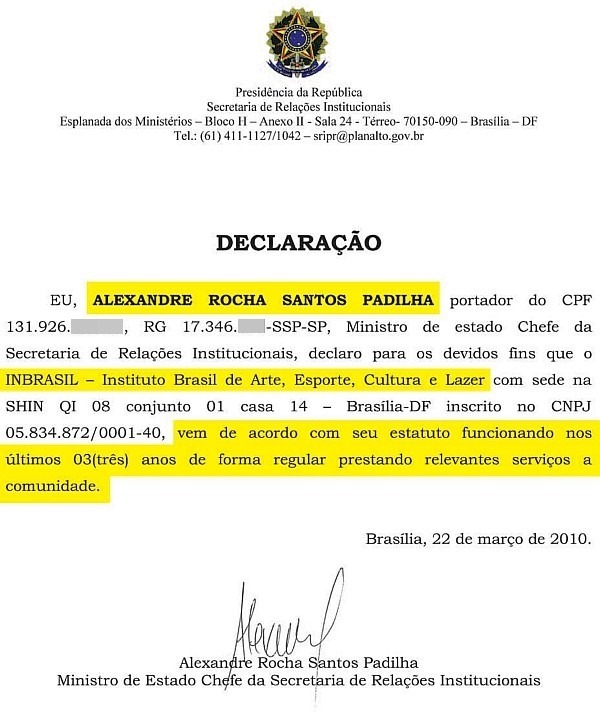 Presidência da República
Secretaria de Relações Institucionais
Esplanada dos Ministérios – Bloco H – Anexo II - Sala 24 - Térreo- 70150-090 – Brasília – DF
Tel.: (61) 411-1127/1042 – sripr@planalto.gov.br
DECLARAÇÃO
EU, ALEXANDRE ROCHA SANTOS PADILHA portador do CPF
131.926. , RG 17.346. -SSP-SP, Ministro de estado Chefe da
Secretaria de Relações Institucionais, declaro para os devidos fins que o
INBRASIL – Instituto Brasil de Arte, Esporte, Cultura e Lazer com sede na
SHIN QI 08 conjunto 01 casa 14 – Brasília-DF inscrito no CNPJ
05.834.872/0001-40, vem de acordo com seu estatuto funcionando nos
últimos 03(três) anos de forma regular prestando relevantes serviços a
comunidade.
Brasília, 22 de março de 2010.
Alexandre Rocha Santos Padilha
Ministro de Estado Chefe da Secretaria de Relações Institucionais